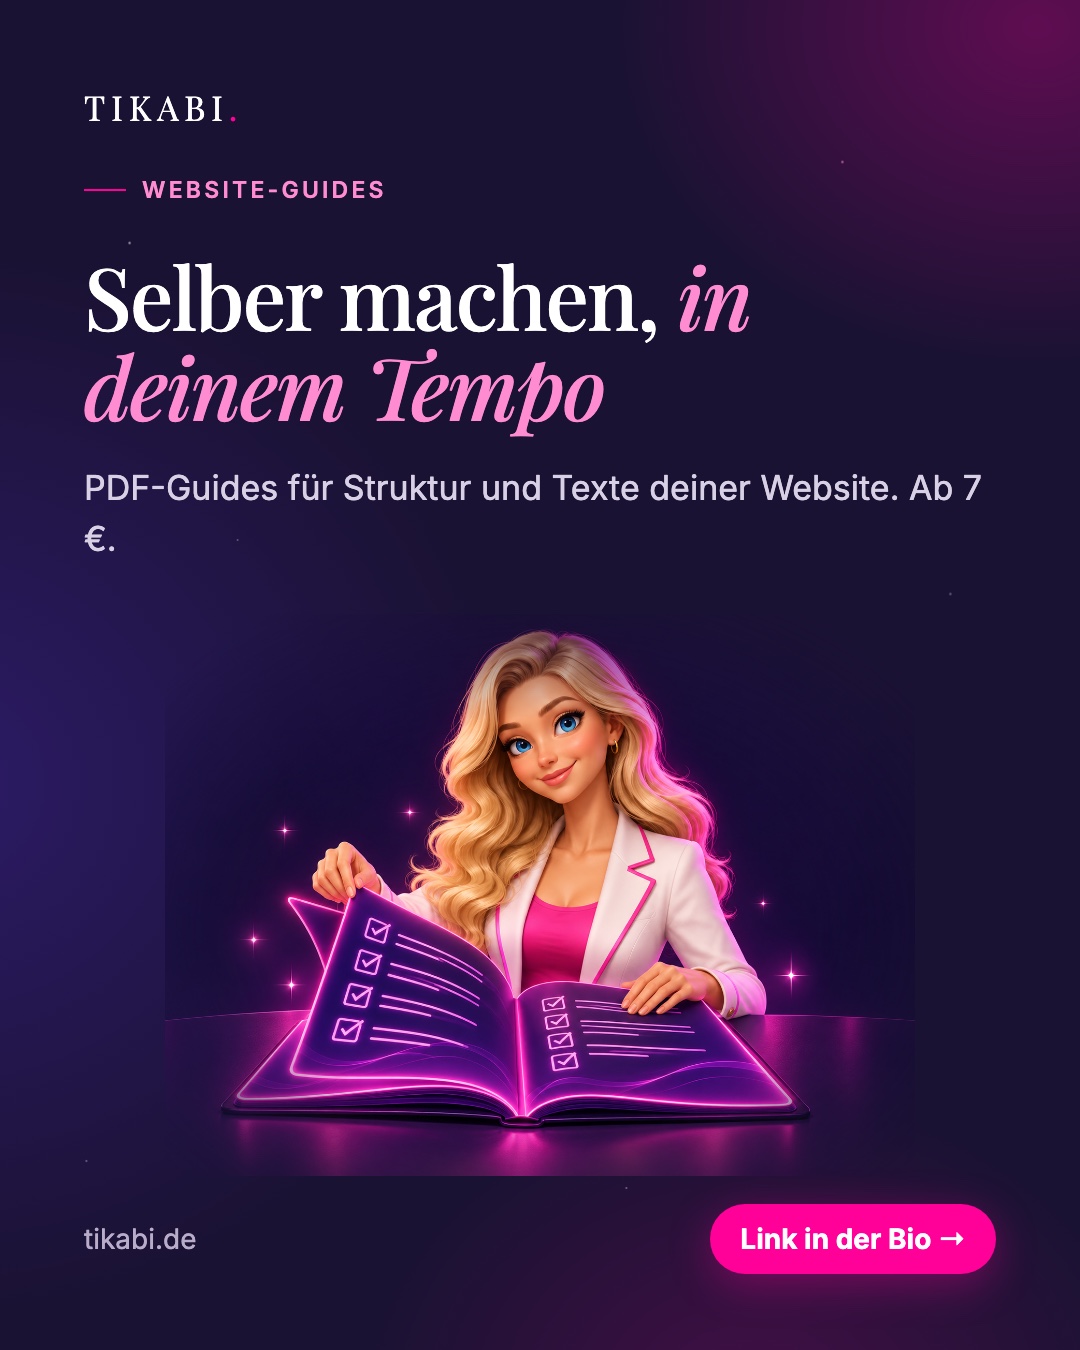 TIKABI.
WEBSITE-GUIDES
Selber machen, in
deinem Tempo
PDF-Guides für Struktur und Texte deiner Website. Ab 7
€.
tikabi.de
Link in der Bio →